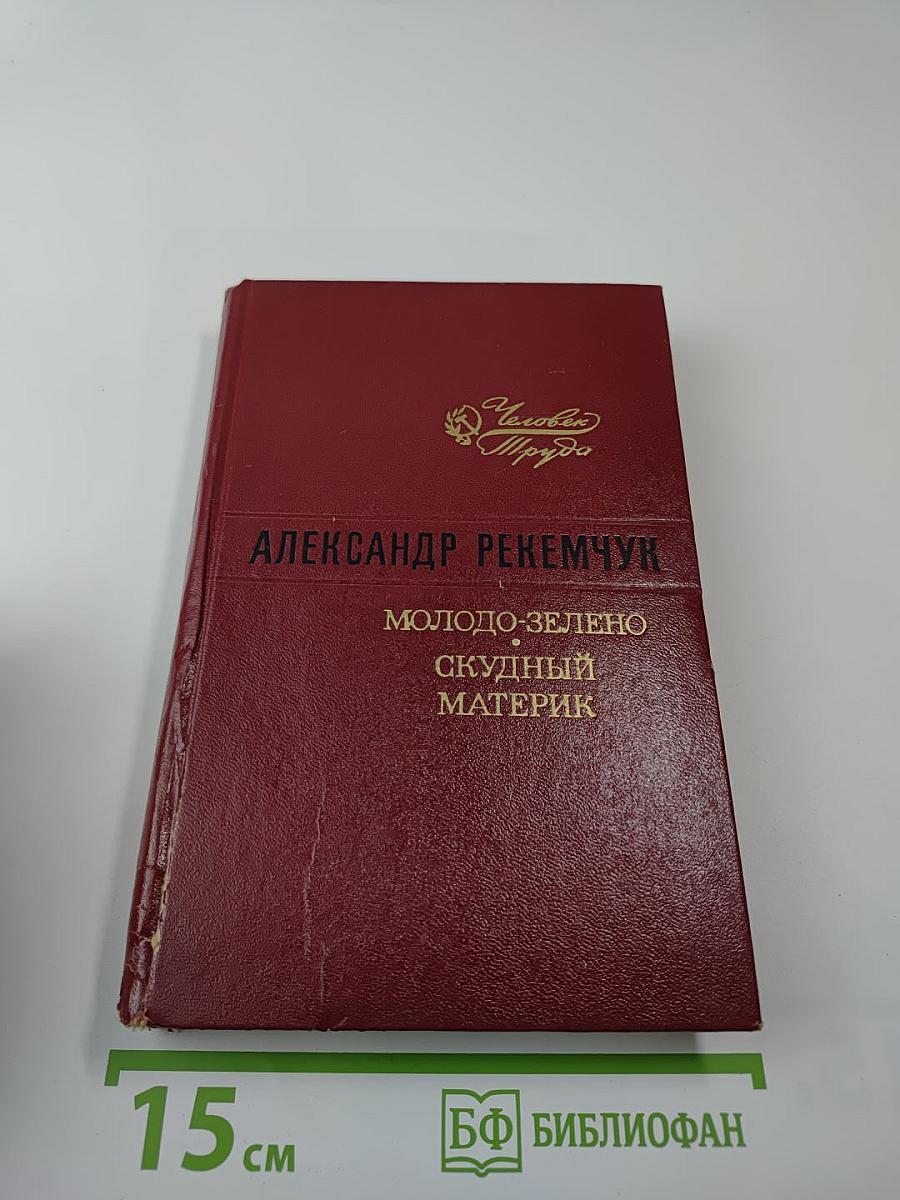 Человек
Труда
АЛЕКСАНДР РЕКЕМЧУК
МОЛОДО-ЗЕЛЕНО
•
СКУДНЫЙ
МАТЕРИК
15 см
БФ БИБЛИОФАН